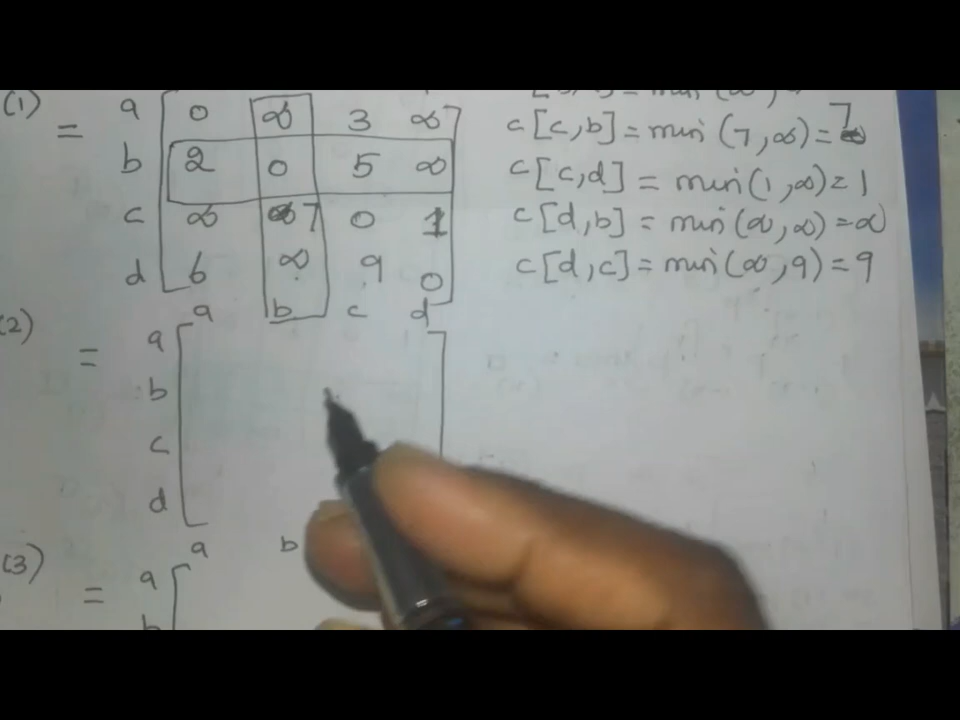 (1) = a [ 0 ∞ 3 ∞ ]
b 2 0 5 ∞
c ∞ 7 0 1
d 6 ∞ 9 0
c[c,b] = min (7,∞) = 7
c[c,d] = min (1,∞) = 1
c[d,b] = min (∞,∞) = ∞
c[d,c] = min (∞,9) = 9
a b c d
(2) = a [ ]
b
c
d
a b
(3) = a [
b